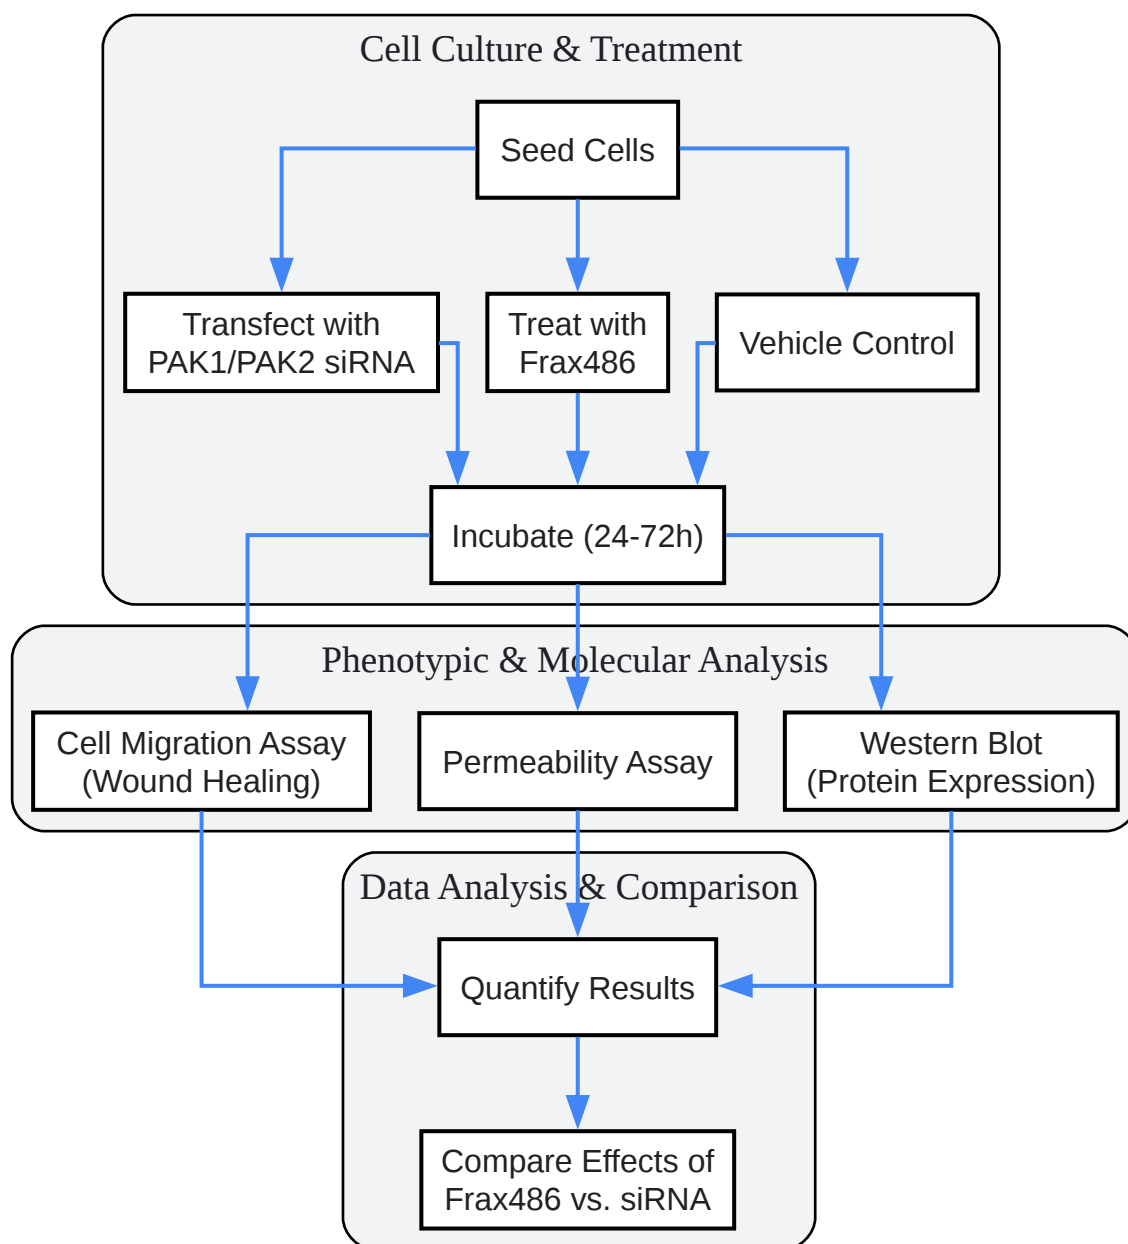 Cell Culture & Treatment
Seed Cells
Transfect with
PAK1/PAK2 siRNA
Treat with
Frax486
Vehicle Control
Incubate (24-72h)
Phenotypic & Molecular Analysis
Cell Migration Assay
(Wound Healing)
Permeability Assay
Western Blot
(Protein Expression)
Data Analysis & Comparison
Quantify Results
Compare Effects of
Frax486 vs. siRNA